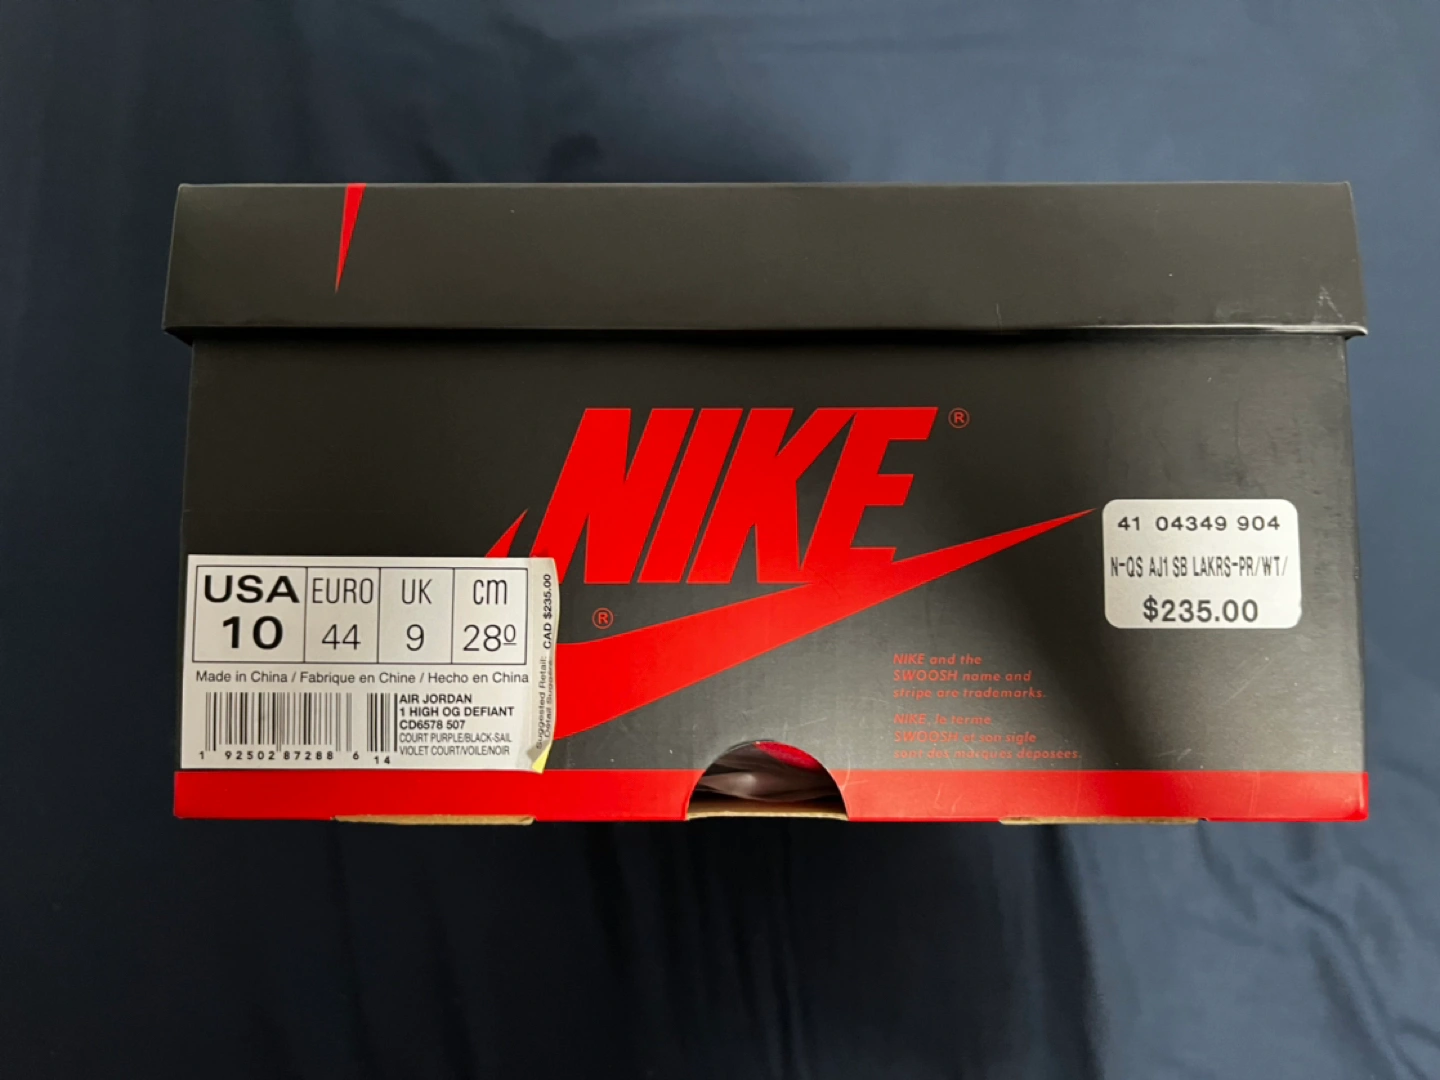 NIKE ®
®
USA EURO UK cm
10 44 9 28⁰
Made in China / Fabrique en Chine / Hecho en China
AIR JORDAN
1 HIGH OG DEFIANT
CD6578 507
COURT PURPLE/BLACK-SAIL
VIOLET COURT/VOILE/NOIR
1 92502 87288 6 14
Suggested Retail: CAD $235.00
41 04349 904
N-QS AJ1 SB LAKRS-PR/WT/
$235.00
NIKE and the
SWOOSH name and
stripe are trademarks.
NIKE, le terme
SWOOSH et son sigle
sont des marques déposées.